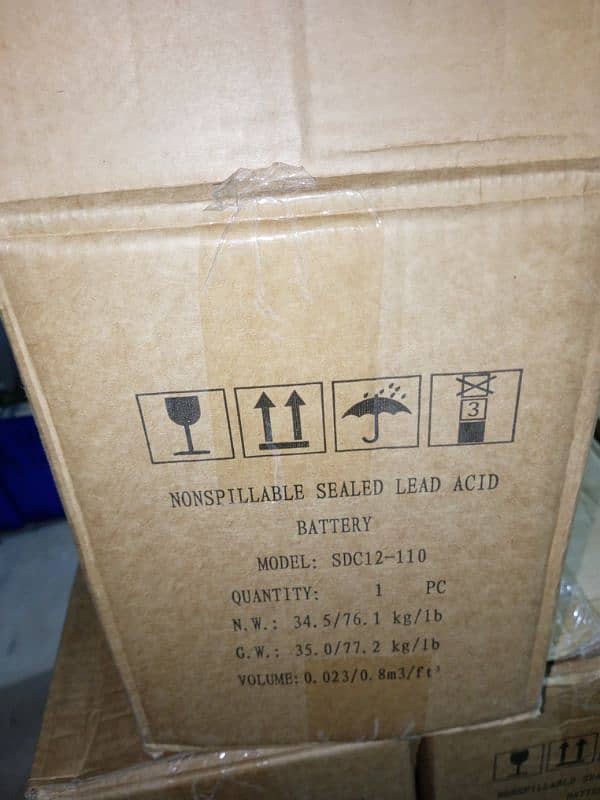 3
NONSPILLABLE SEALED LEAD ACID
BATTERY
MODEL: SDC12-110
QUANTITY: 1 PC
N.W.: 34.5/76.1 kg/lb
G.W.: 35.0/77.2 kg/lb
VOLUME: 0.023/0.8m3/ft³
NONSPILLABLE